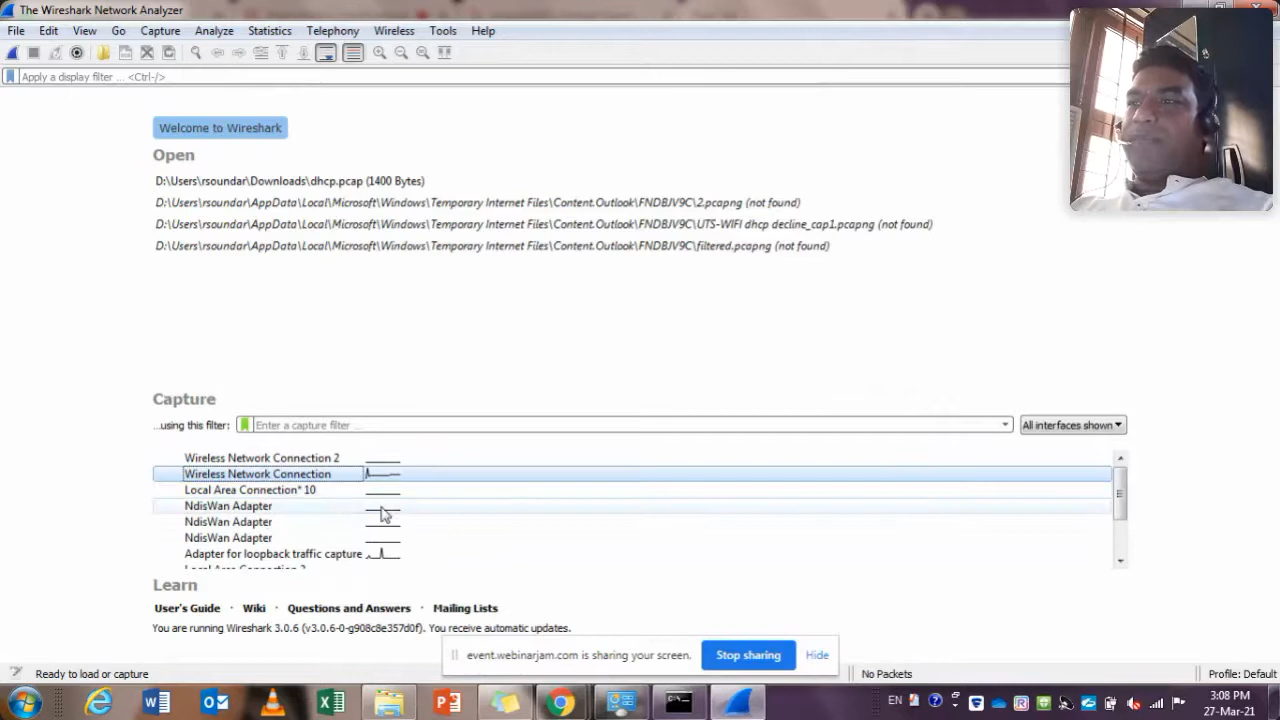 The Wireshark Network Analyzer
File Edit View Go Capture Analyze Statistics Telephony Wireless Tools Help
Apply a display filter ... <Ctrl-/>
Welcome to Wireshark
Open
D:\Users\rsoundar\Downloads\dhcp.pcap (1400 Bytes)
D:\Users\rsoundar\AppData\Local\Microsoft\Windows\Temporary Internet Files\Content.Outlook\FNDBJV9C\2.pcapng (not found)
D:\Users\rsoundar\AppData\Local\Microsoft\Windows\Temporary Internet Files\Content.Outlook\FNDBJV9C\UTS-WIFI dhcp decline_cap1.pcapng (not found)
D:\Users\rsoundar\AppData\Local\Microsoft\Windows\Temporary Internet Files\Content.Outlook\FNDBJV9C\filtered.pcapng (not found)
Capture
...using this filter: Enter a capture filter ... All interfaces shown
Wireless Network Connection 2
Wireless Network Connection
Local Area Connection* 10
NdisWan Adapter
NdisWan Adapter
NdisWan Adapter
Adapter for loopback traffic capture
Local Area Connection 2
Learn
User's Guide · Wiki · Questions and Answers · Mailing Lists
You are running Wireshark 3.0.6 (v3.0.6-0-g908c8e357d0f). You receive automatic updates.
event.webinarjam.com is sharing your screen. Stop sharing Hide
Ready to load or capture No Packets Profile: Default
EN 3:08 PM
27-Mar-21